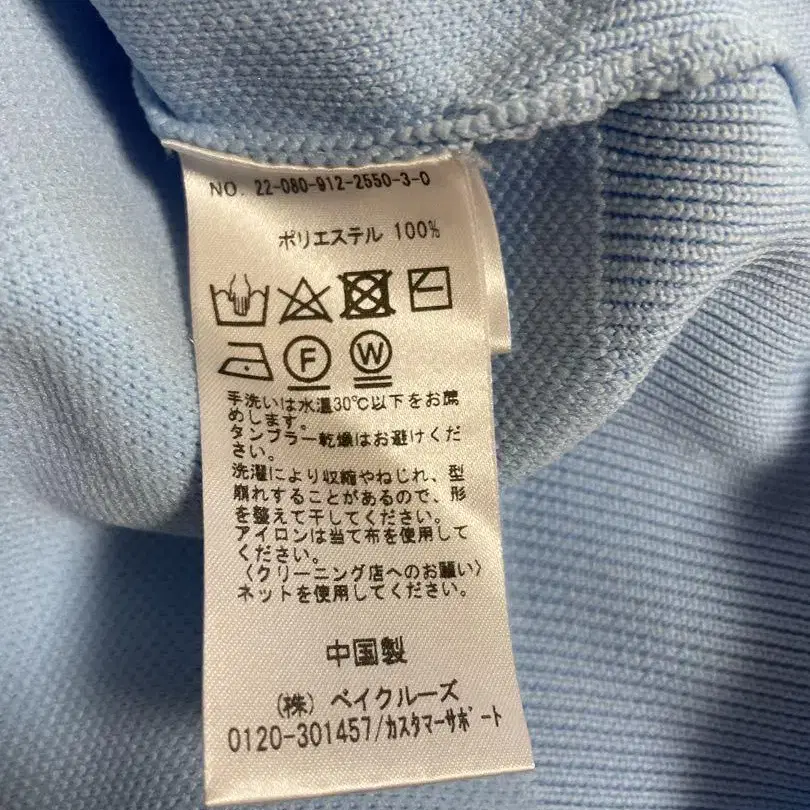 NO. 22-080-912-2550-3-0
ポリエステル 100%
F W
手洗いは水温30℃以下をお薦
めします。
タンブラー乾燥はお避けくだ
さい。
洗濯により収縮やねじれ、型
崩れすることがあるので、形
を整えて干してください。
アイロンは当て布を使用して
ください。
〈クリーニング店へのお願い〉
ネットを使用してください。
中国製
(株) ベイクルーズ
0120-301457/カスタマーサポート